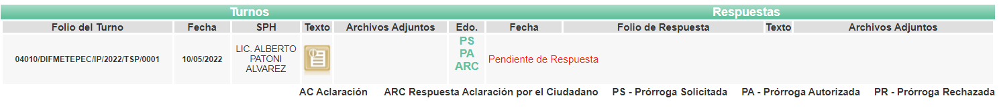 Turnos Respuestas
Folio del Turno Fecha SPH Texto Archivos Adjuntos Edo. Fecha Folio de Respuesta Texto Archivos Adjuntos
04010/DIFMETEPEC/IP/2022/TSP/0001 10/05/2022 LIC. ALBERTO
PATONI
ALVAREZ
PS
PA
ARC
Pendiente de Respuesta
AC Aclaración ARC Respuesta Aclaración por el Ciudadano PS - Prórroga Solicitada PA - Prórroga Autorizada PR - Prórroga Rechazada